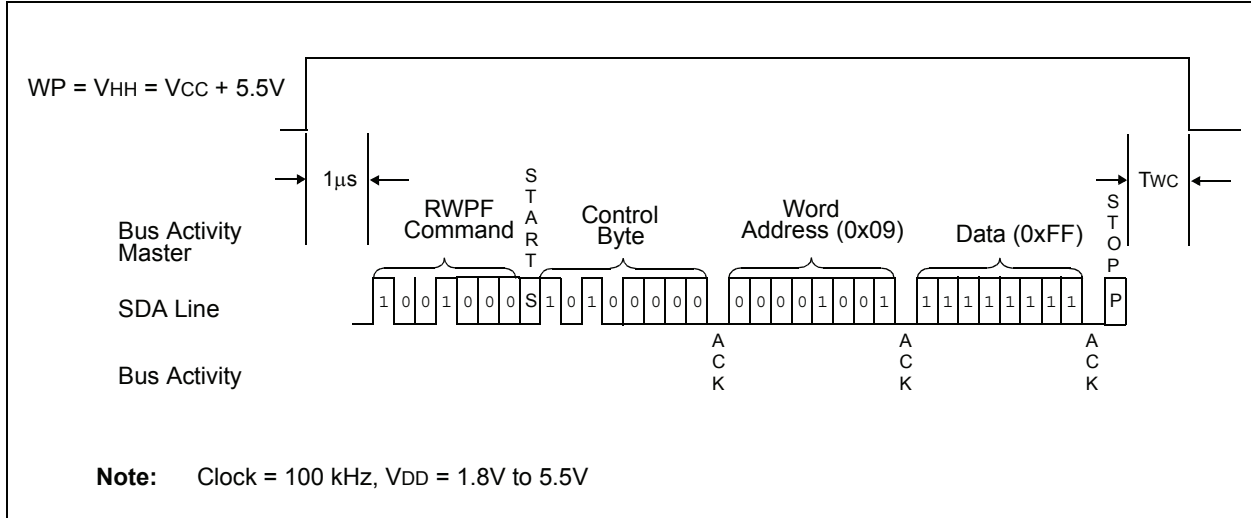 WP = VHH = VCC + 5.5V
1μs
TWC
START
STOP
Bus Activity
Master
RWPF
Command
Control
Byte
Word
Address (0x09)
Data (0xFF)
SDA Line
1 0 0 1 0 0 0 S 1 0 1 0 0 0 0 0 0 0 0 0 1 0 0 1 1 1 1 1 1 1 1 1 P
Bus Activity
ACK
ACK
ACK
Note: Clock = 100 kHz, VDD = 1.8V to 5.5V